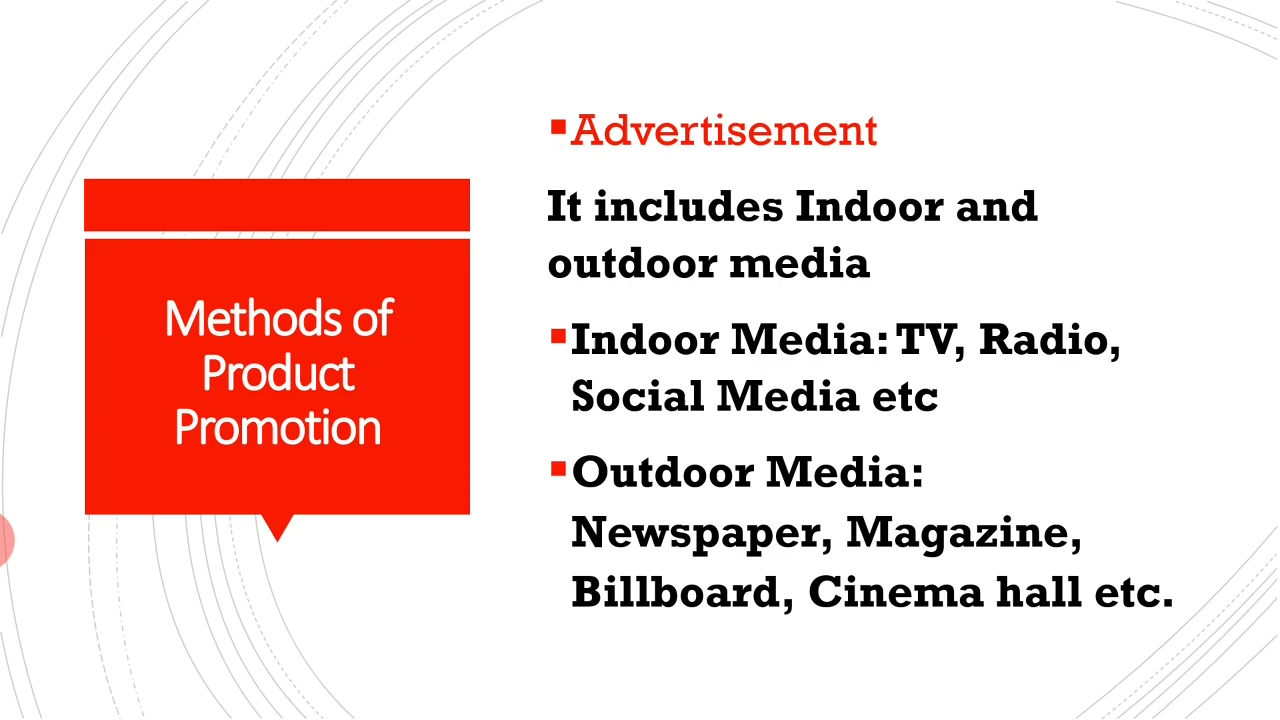 Methods of
Product
Promotion
▪Advertisement
It includes Indoor and
outdoor media
▪Indoor Media: TV, Radio,
Social Media etc
▪Outdoor Media:
Newspaper, Magazine,
Billboard, Cinema hall etc.